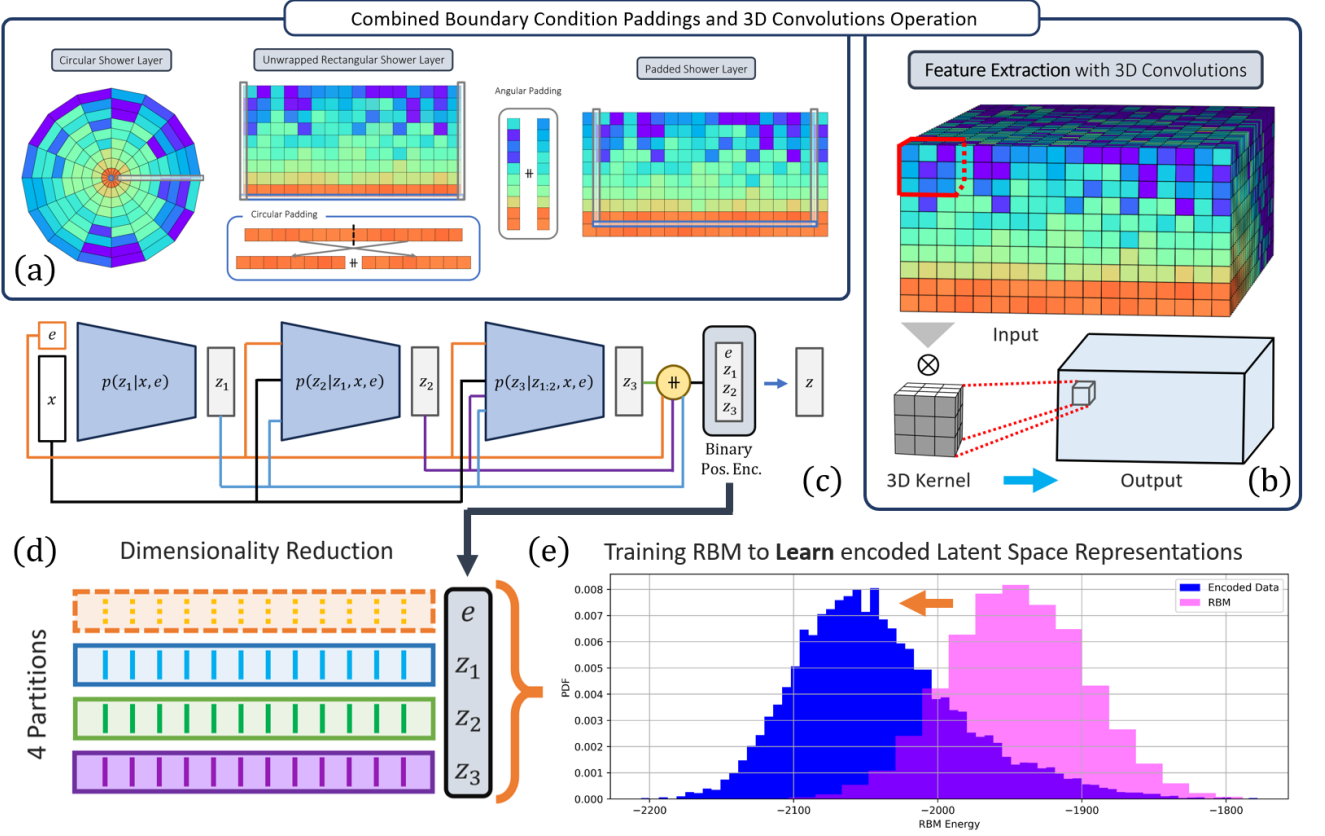 Combined Boundary Condition Paddings and 3D Convolutions Operation
Circular Shower Layer
Unwrapped Rectangular Shower Layer
Angular Padding
Padded Shower Layer
⧺
Circular Padding
⧺
(a)
Feature Extraction with 3D Convolutions
Input
⊗
3D Kernel
Output
(b)
e
x
p(z₁|x, e)
z₁
p(z₂|z₁, x, e)
z₂
p(z₃|z₁:₂, x, e)
z₃
⧺
e
z₁
z₂
z₃
z
Binary
Pos. Enc.
(c)
(d)
Dimensionality Reduction
4 Partitions
e
z₁
z₂
z₃
(e)
Training RBM to Learn encoded Latent Space Representations
Encoded Data
RBM
PDF
0.008
0.007
0.006
0.005
0.004
0.003
0.002
0.001
0.000
−2200
−2100
−2000
−1900
−1800
RBM Energy